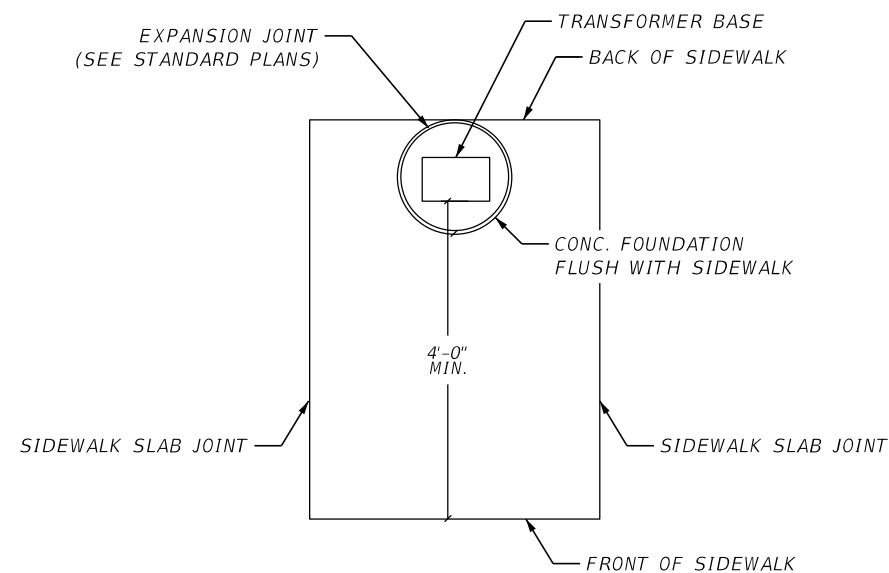 TRANSFORMER BASE
EXPANSION JOINT
(SEE STANDARD PLANS)
BACK OF SIDEWALK
CONC. FOUNDATION
FLUSH WITH SIDEWALK
4'-0"
MIN.
SIDEWALK SLAB JOINT
SIDEWALK SLAB JOINT
FRONT OF SIDEWALK